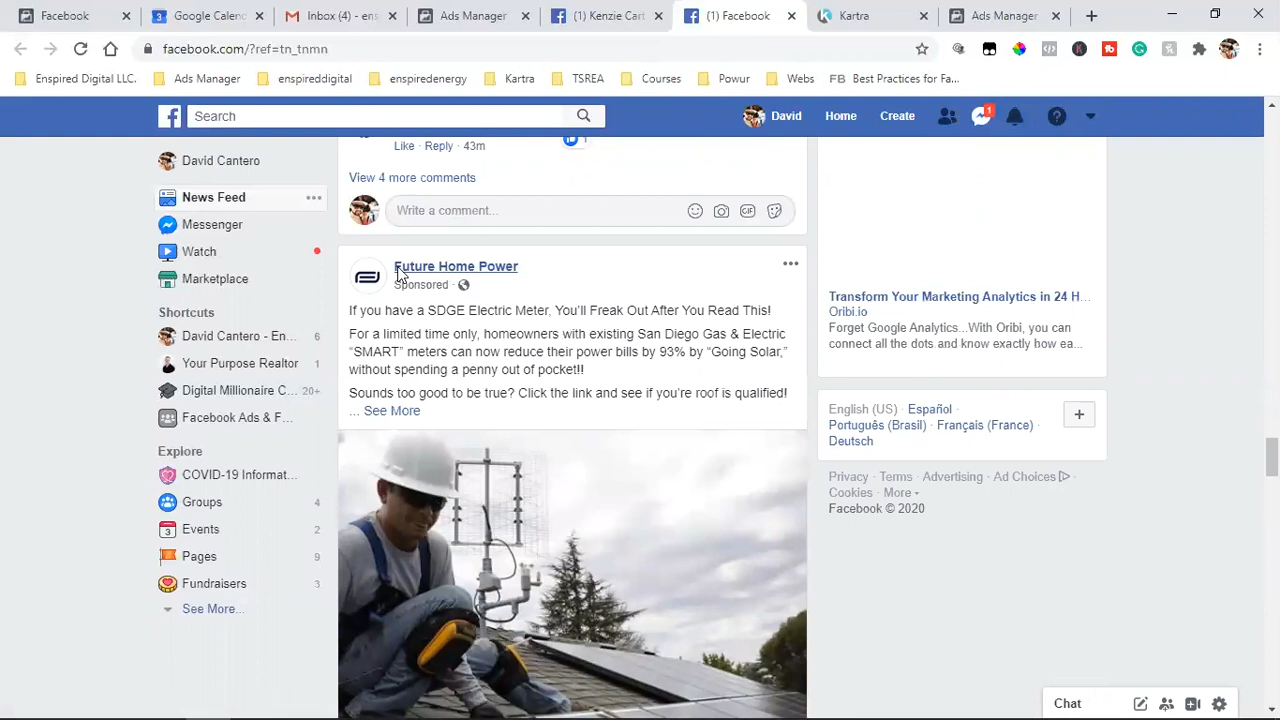 Facebook
Google Calend
Inbox (4) - ens
Ads Manager
(1) Kenzie Cart
(1) Facebook
Kartra
Ads Manager
facebook.com/?ref=tn_tnmn
Enspired Digital LLC.
Ads Manager
enspireddigital
enspiredenergy
Kartra
TSREA
Courses
Powur
Webs
FB Best Practices for Fa...
Search
David
Home
Create
1
David Cantero
News Feed
Messenger
Watch
Marketplace
Shortcuts
David Cantero - En... 6
Your Purpose Realtor 1
Digital Millionaire C... 20+
Facebook Ads & F...
Explore
COVID-19 Informat...
Groups 4
Events 2
Pages 9
Fundraisers 3
See More...
Like · Reply · 43m
1
View 4 more comments
Write a comment...
GIF
Future Home Power
Sponsored ·
If you have a SDGE Electric Meter, You'll Freak Out After You Read This!
For a limited time only, homeowners with existing San Diego Gas & Electric
“SMART” meters can now reduce their power bills by 93% by “Going Solar,”
without spending a penny out of pocket!!
Sounds too good to be true? Click the link and see if you're roof is qualified!
... See More
Transform Your Marketing Analytics in 24 H...
Oribi.io
Forget Google Analytics...With Oribi, you can
connect all the dots and know exactly how ea...
English (US) · Español ·
Português (Brasil) · Français (France) ·
Deutsch
Privacy · Terms · Advertising · Ad Choices
Cookies · More
Facebook © 2020
Chat